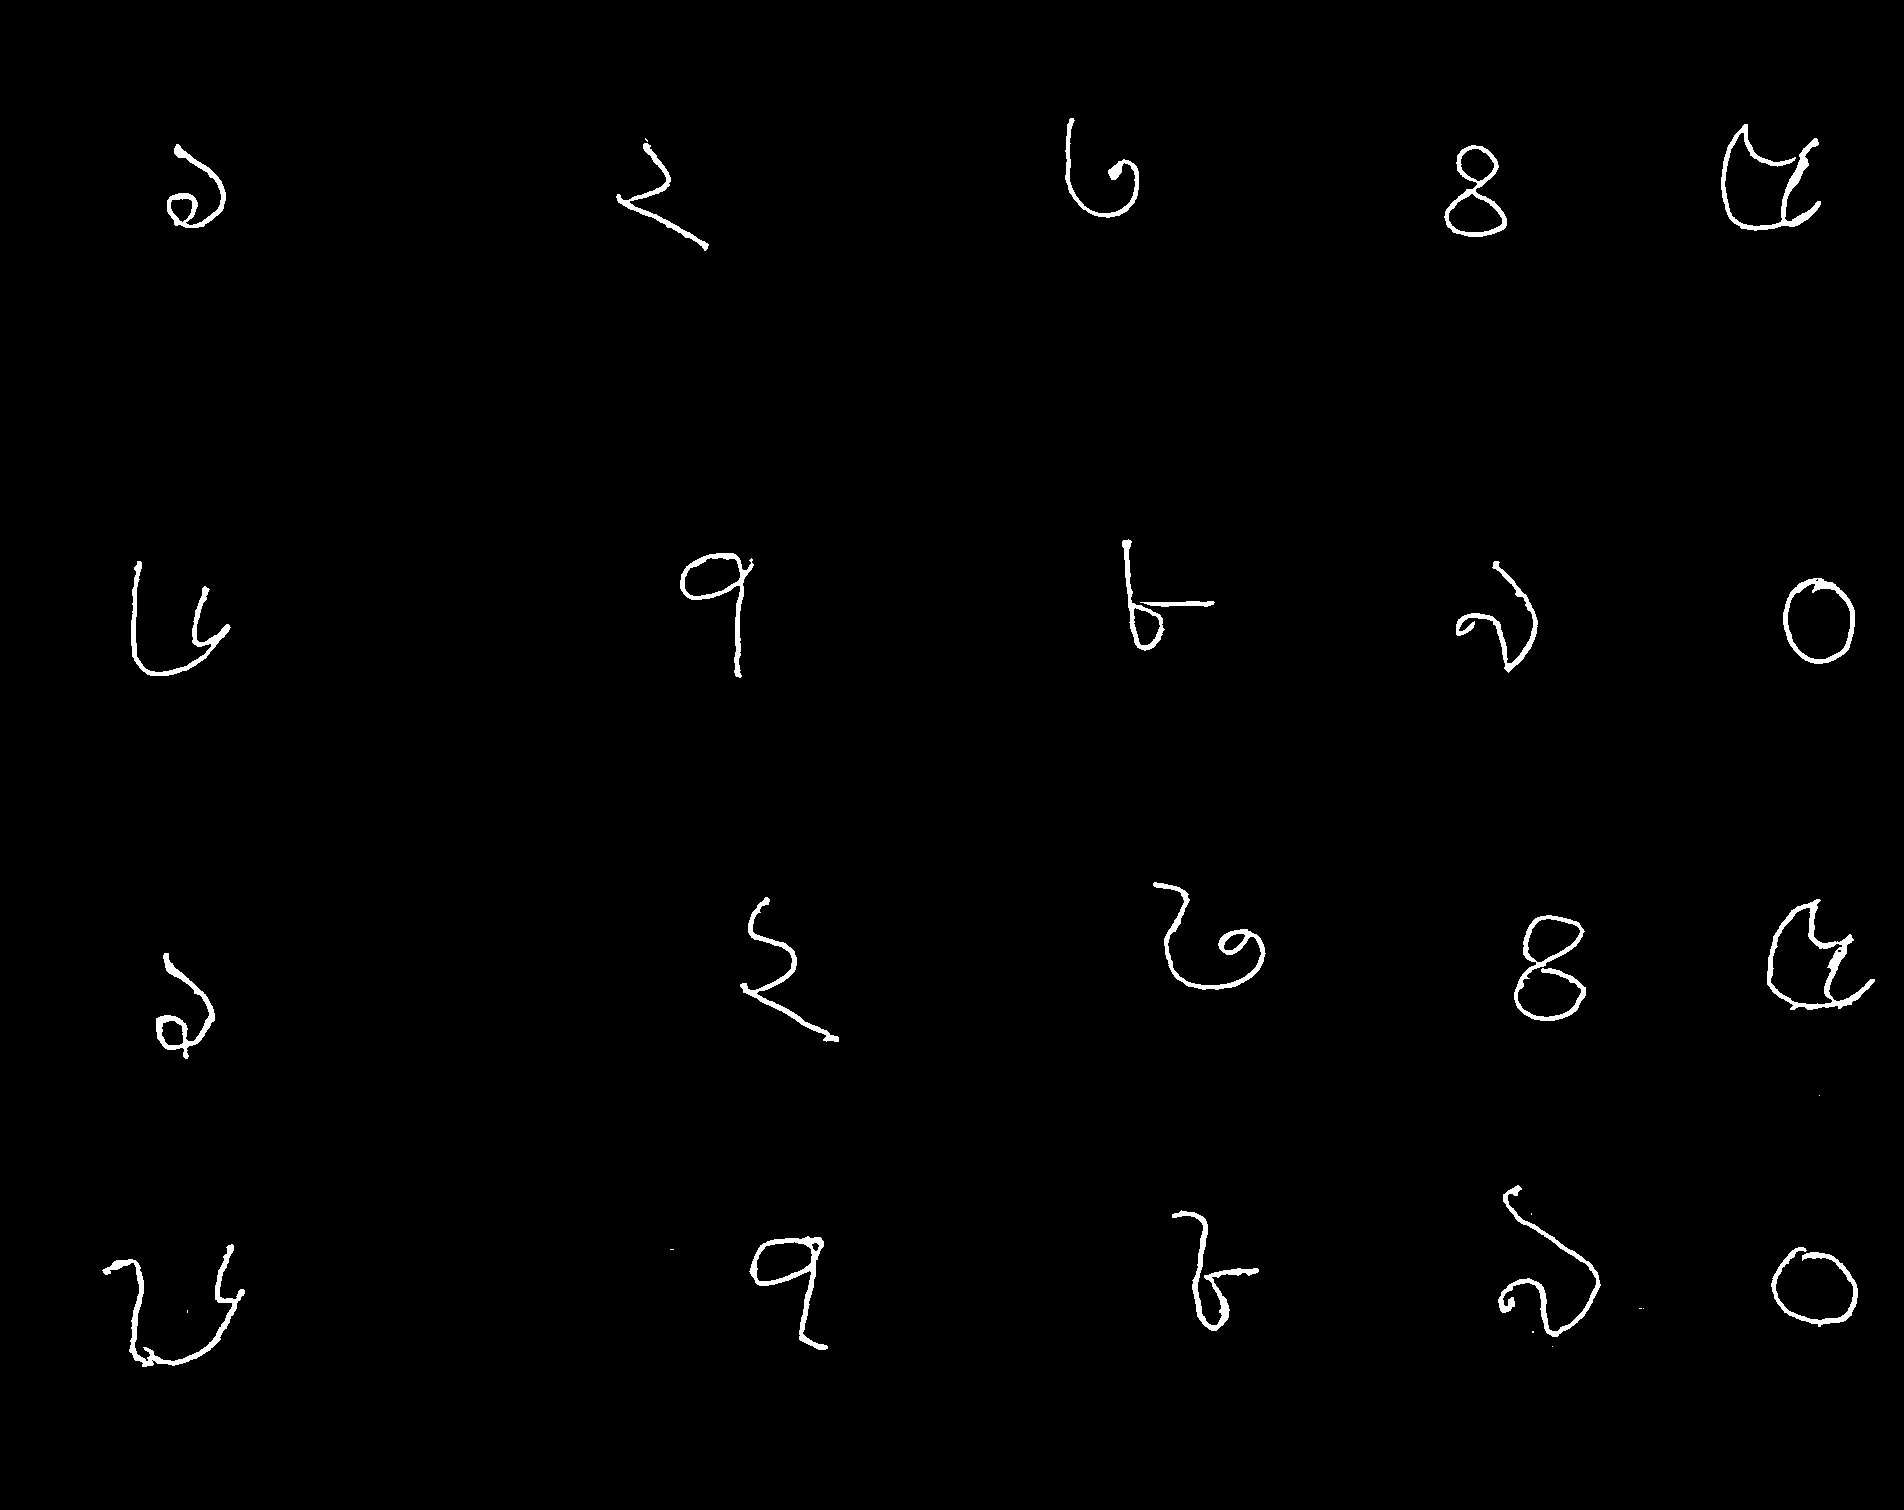 ১ ২ ৩ ৪ ৫
৬ ৭ ৮ ৯ ০
১ ২ ৩ ৪ ৫
৬ ৭ ৮ ৯ ০